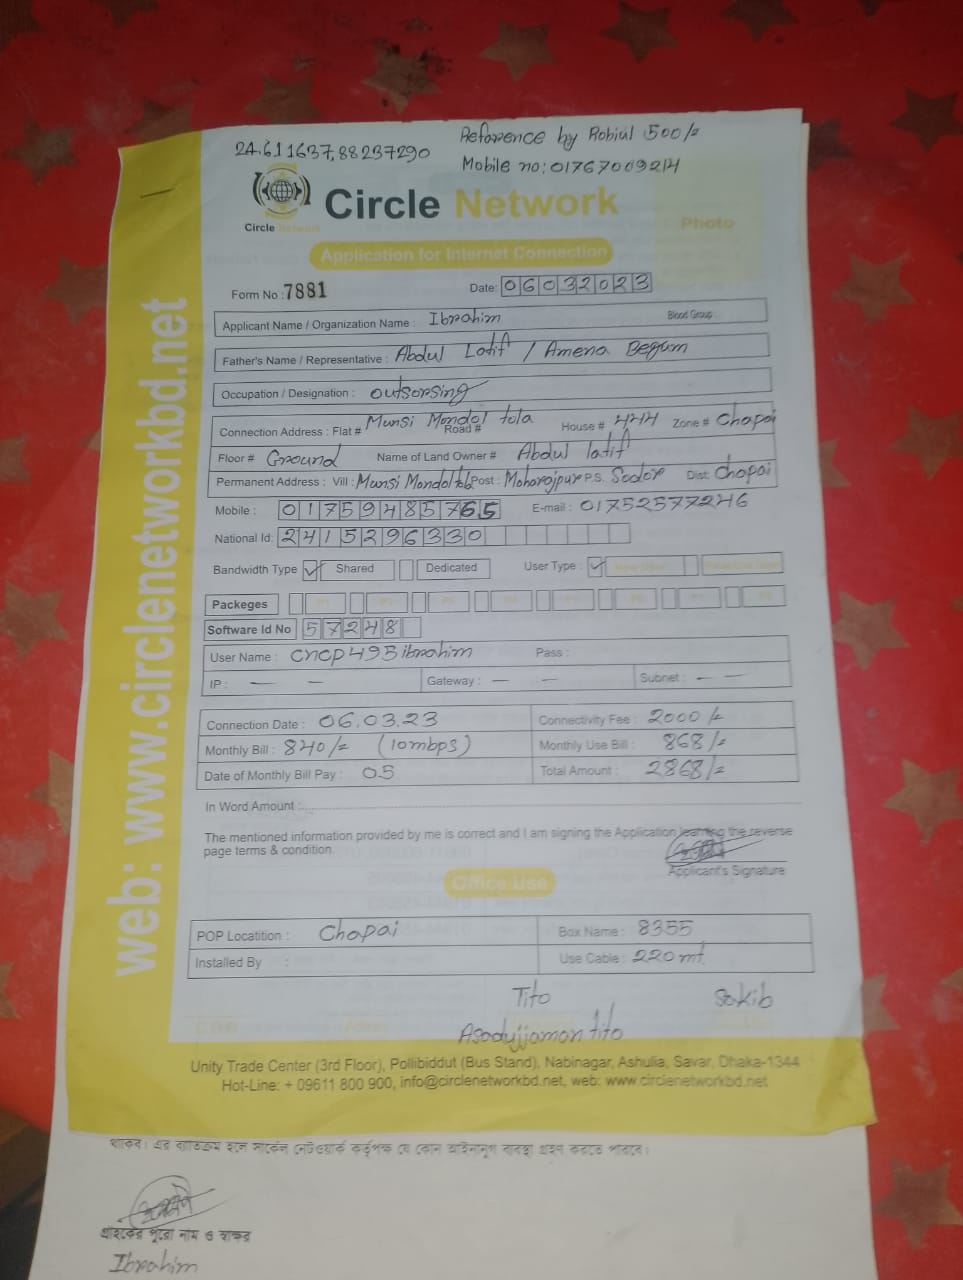 Reference by Robiul 500/=
24.611637,88237290
Mobile no: 01767009214
Circle Network
Circle Network
Photo
Application for Internet Connection
Form No : 7881
Date: 06032023
Applicant Name / Organization Name : Ibrahim Blood Group :
Father's Name / Representative : Abdul Latif / Amena Begum
Occupation / Designation : outsorsing
Connection Address : Flat # Munsi Mondol tola Road # House # 4214 Zone # Chapai
Floor # Ground Name of Land Owner # Abdul latif
Permanent Address : Vill : Munsi Mondol tola Post : Moharajpur P.S. Sador Dist: Chapai
Mobile : 01759485765 E-mail : 01752577246
National Id: 2415296330
Bandwidth Type ✓ Shared Dedicated User Type : ✓
Packeges
Software Id No 57248
User Name : cncp495ibrahim Pass :
IP : — — Gateway : — — Subnet : — —
Connection Date : 06.03.23 Connectivity Fee : 2000/=
Monthly Bill : 840/= (10mbps) Monthly Use Bill : 868/=
Date of Monthly Bill Pay : 05 Total Amount : 2868/=
In Word Amount :
The mentioned information provided by me is correct and I am signing the Application learning the reverse
page terms & condition.
Applicant's Signature
Office Use
POP Locatition : Chapai Box Name : 8355
Installed By : Use Cable : 220 mt
Tito Sakib
Asadujjaman tito
Unity Trade Center (3rd Floor), Pollibiddut (Bus Stand), Nabinagar, Ashulia, Savar, Dhaka-1344
Hot-Line: + 09611 800 900, info@circlenetworkbd.net, web: www.circlenetworkbd.net
web: www.circlenetworkbd.net
থাকব। এর ব্যতিক্রম হলে সার্কেল নেটওয়ার্ক কর্তৃপক্ষ যে কোন আইনানুগ ব্যবস্থা গ্রহণ করতে পারবে।
গ্রাহকের পুরো নাম ও স্বাক্ষর
Ibrahim